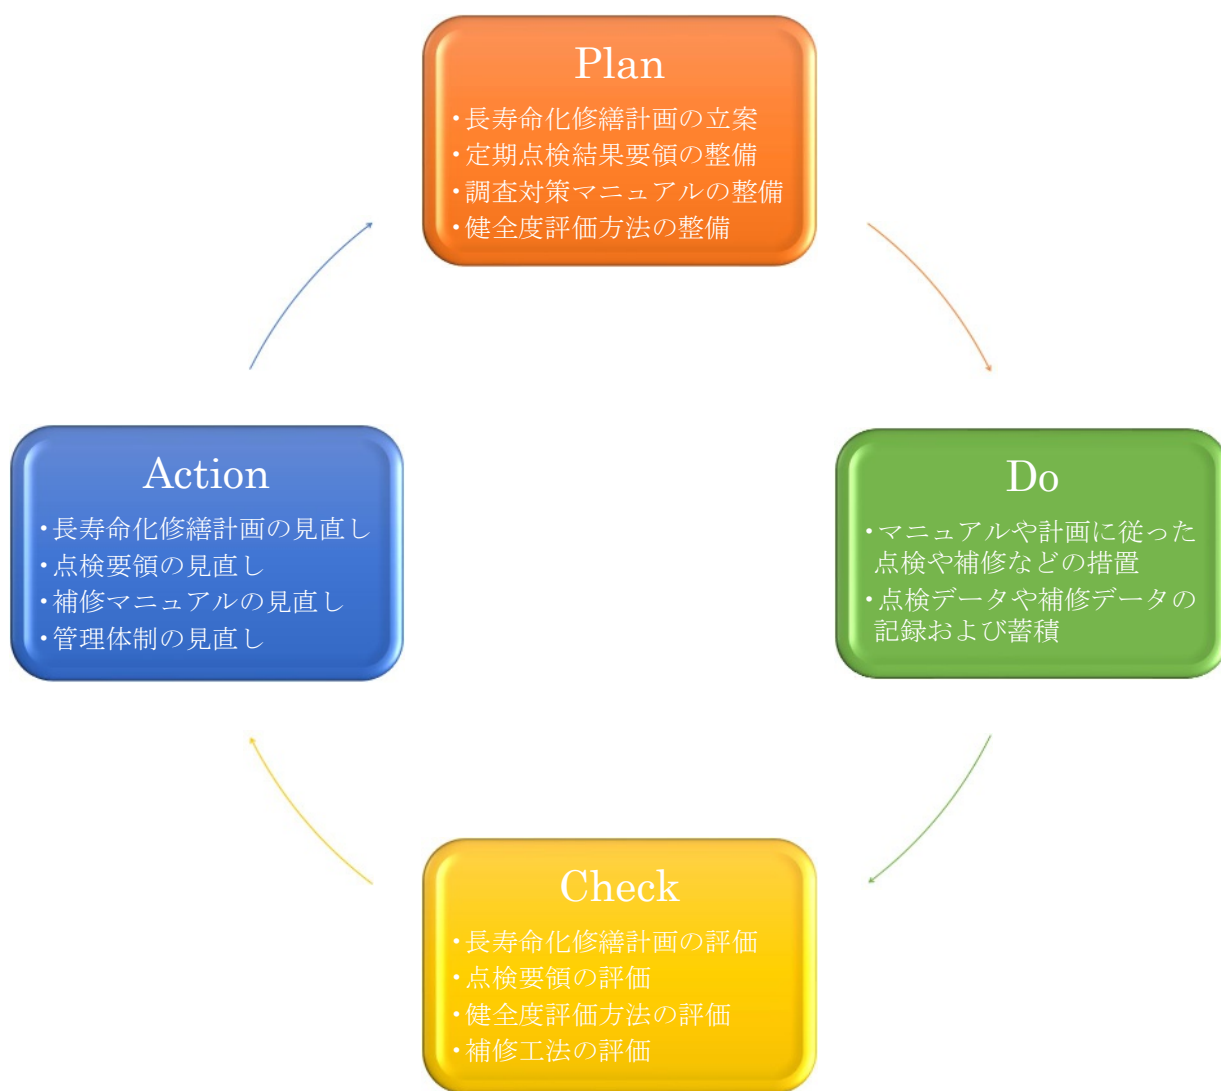 Plan
・長寿命化修繕計画の立案
・定期点検結果要領の整備
・調査対策マニュアルの整備
・健全度評価方法の整備
Do
・マニュアルや計画に従った
点検や補修などの措置
・点検データや補修データの
記録および蓄積
Check
・長寿命化修繕計画の評価
・点検要領の評価
・健全度評価方法の評価
・補修工法の評価
Action
・長寿命化修繕計画の見直し
・点検要領の見直し
・補修マニュアルの見直し
・管理体制の見直し